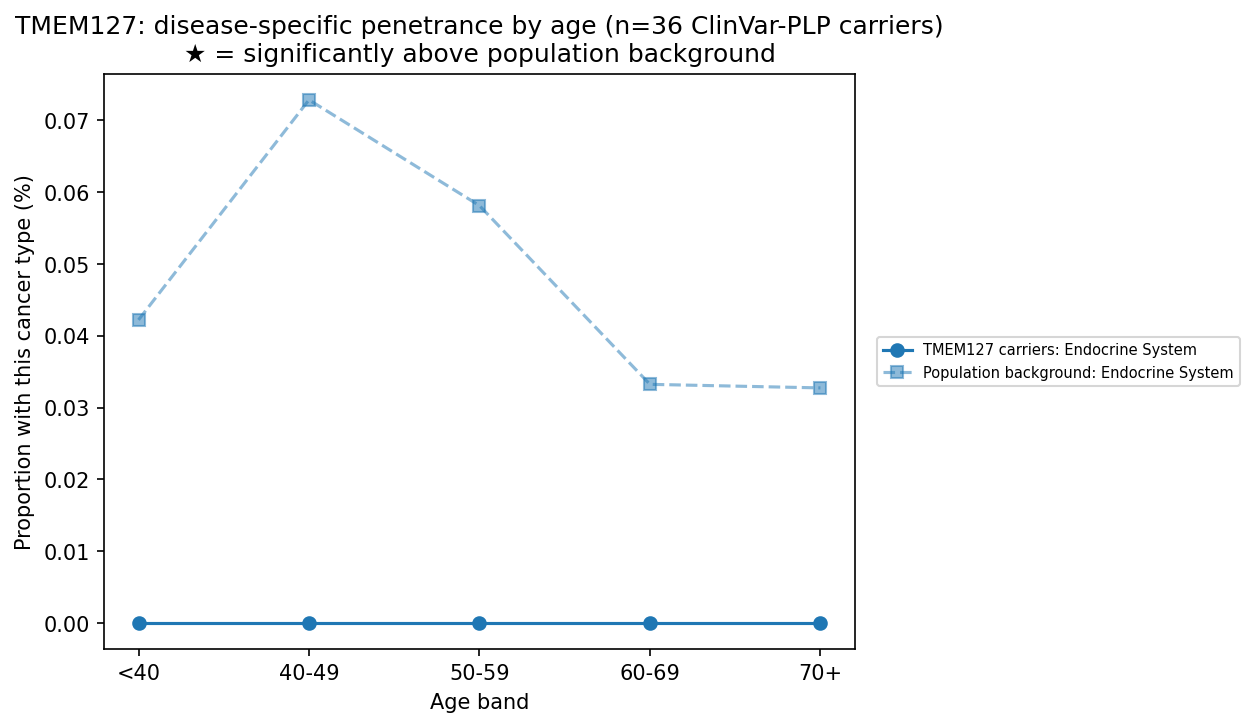 TMEM127: disease-specific penetrance by age (n=36 ClinVar-PLP carriers)
★ = significantly above population background
Proportion with this cancer type (%)
0.07
0.06
0.05
0.04
0.03
0.02
0.01
0.00
<40
40-49
50-59
60-69
70+
Age band
TMEM127 carriers: Endocrine System
Population background: Endocrine System